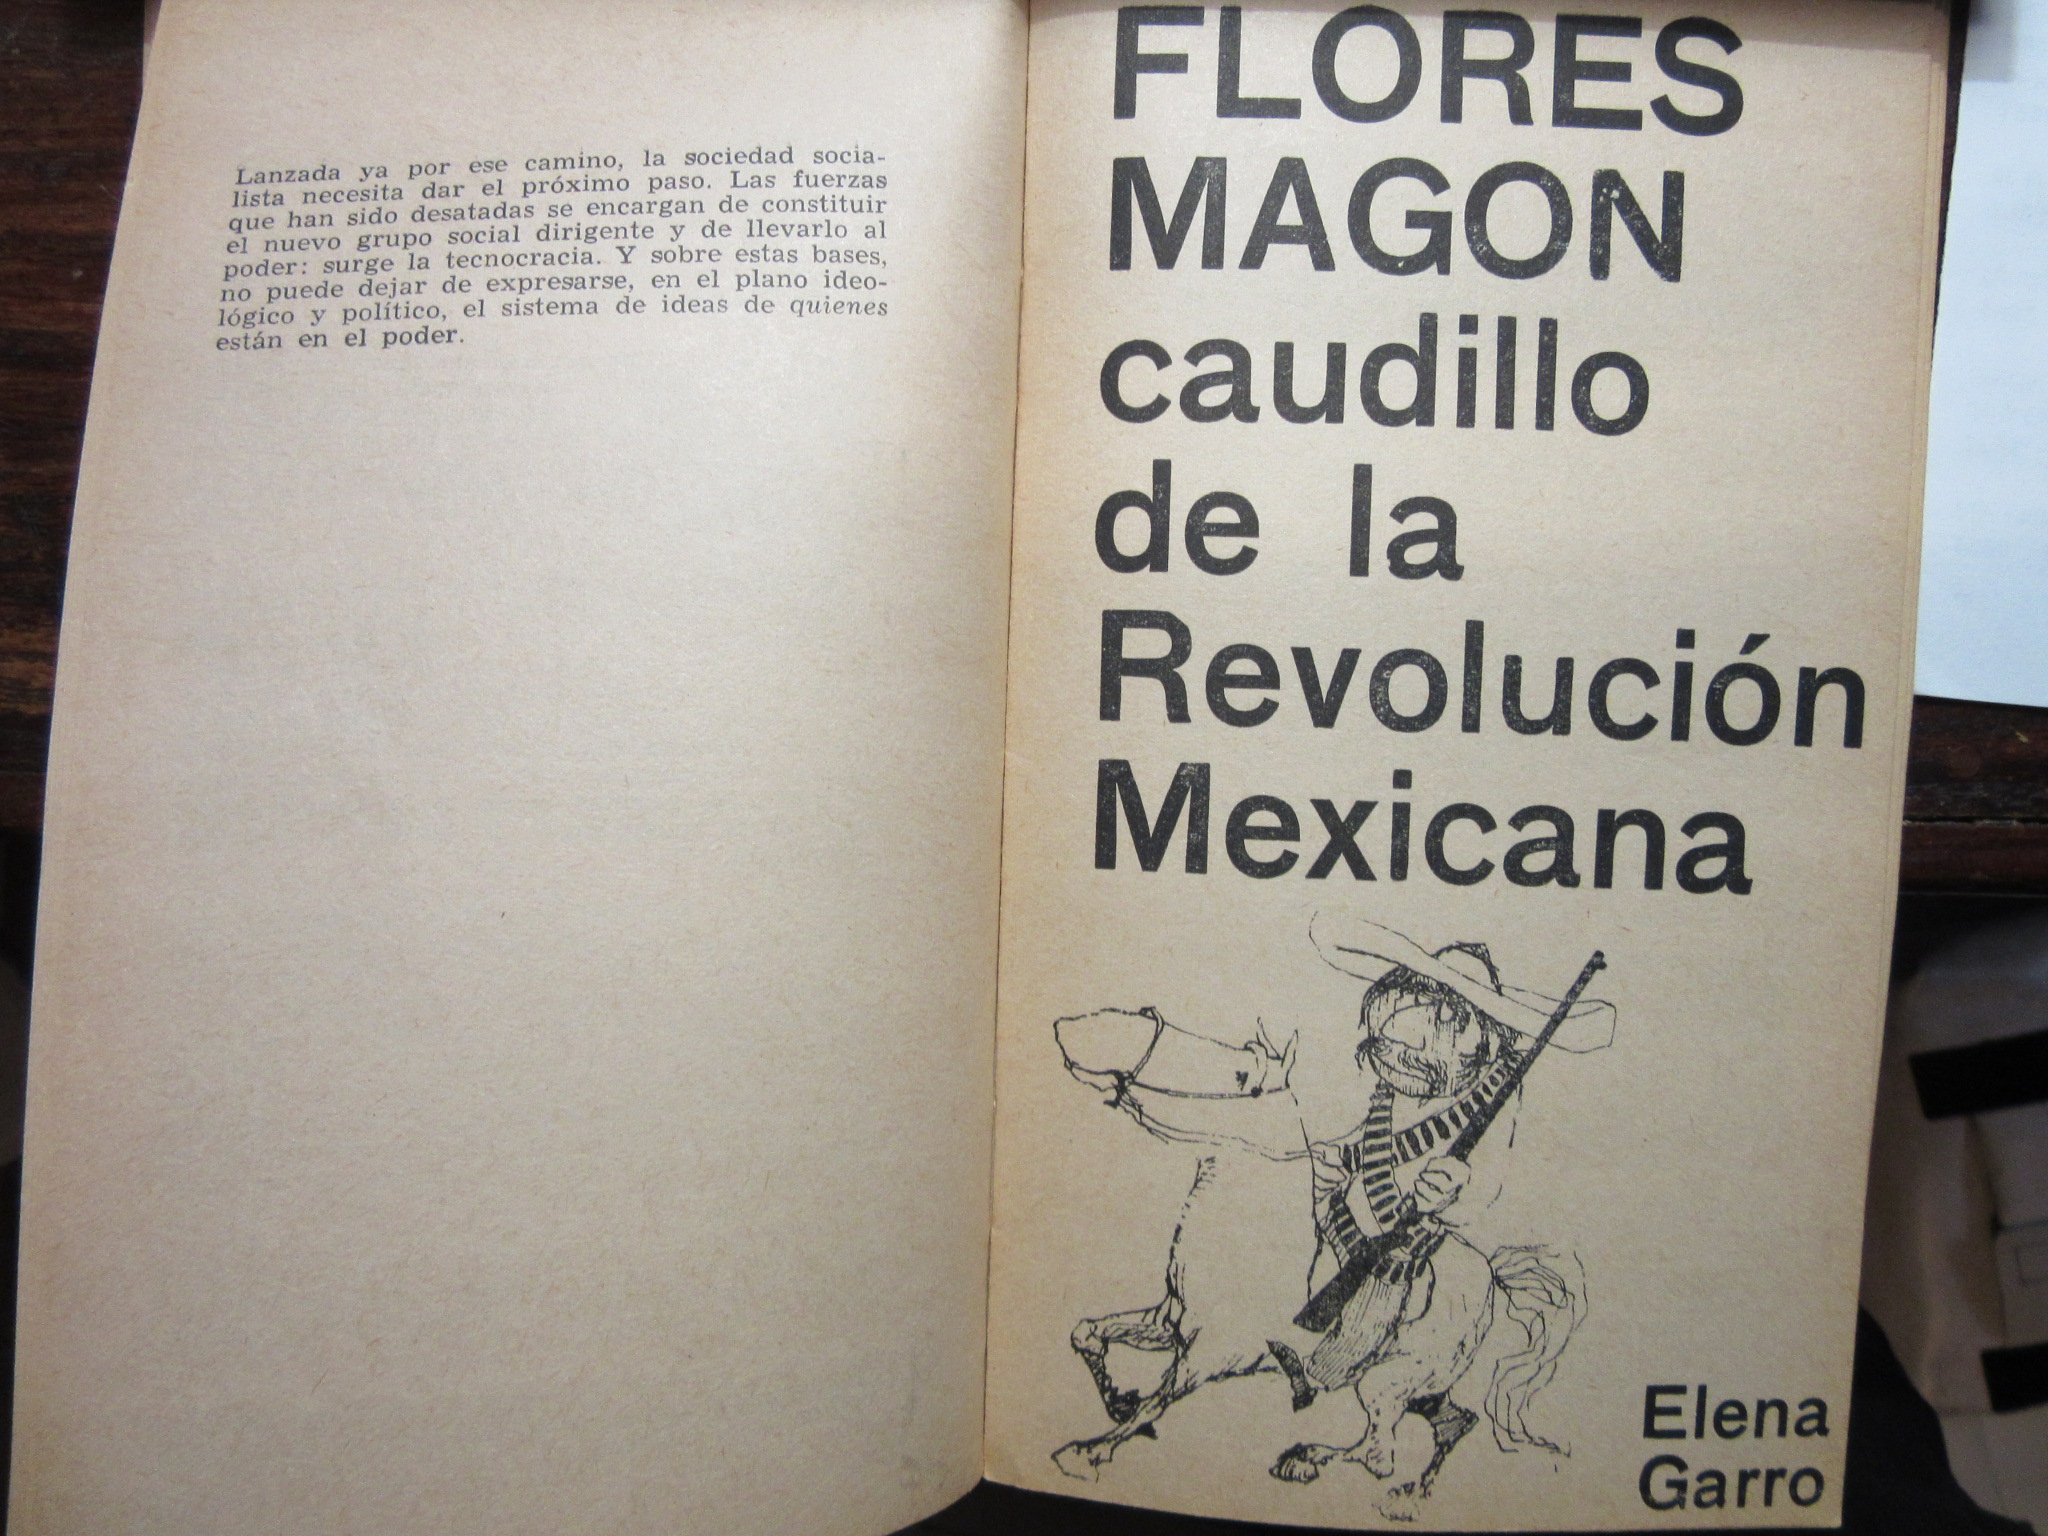 Lanzada ya por ese camino, la sociedad socia-
lista necesita dar el próximo paso. Las fuerzas
que han sido desatadas se encargan de constituir
el nuevo grupo social dirigente y de llevarlo al
poder: surge la tecnocracia. Y sobre estas bases,
no puede dejar de expresarse, en el plano ideo-
lógico y político, el sistema de ideas de quienes
están en el poder.
FLORES
MAGON
caudillo
de la
Revolución
Mexicana
Elena
Garro